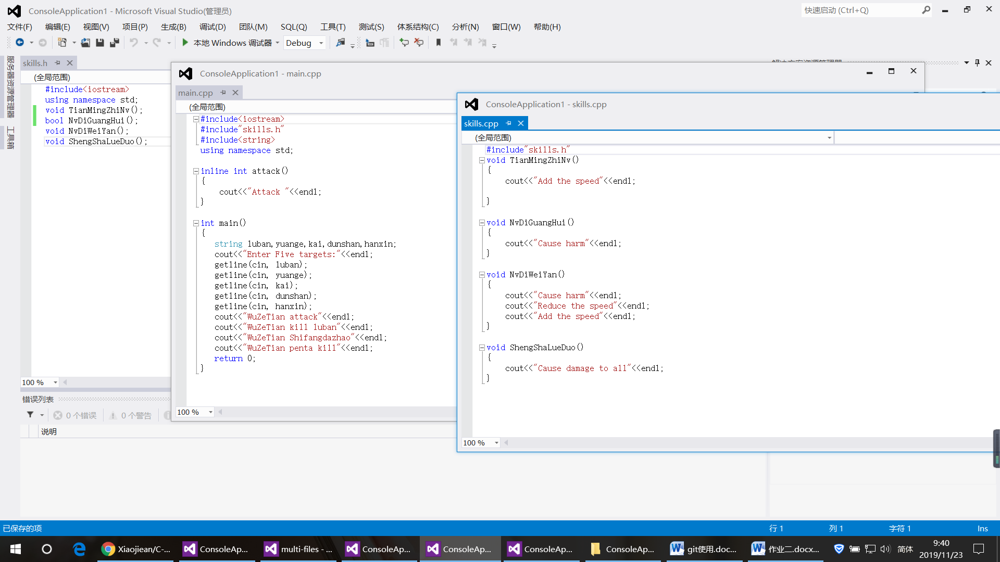 ConsoleApplication1 - Microsoft Visual Studio(管理员)
快速启动 (Ctrl+Q)
文件(F) 编辑(E) 视图(V) 项目(P) 生成(B) 调试(D) 团队(M) SQL(Q) 工具(T) 测试(S) 体系结构(C) 分析(N) 窗口(W) 帮助(H)
本地 Windows 调试器 Debug
服务器资源管理器
工具箱
skills.h
(全局范围)
#include<iostream>
using namespace std;
void TianMingZhiNv();
bool NvDiGuangHui();
void NvDiWeiYan();
void ShengShaLueDuo();
100 %
错误列表
0 个错误 0 个警告
说明
ConsoleApplication1 - main.cpp
main.cpp
(全局范围)
#include<iostream>
#include"skills.h"
#include<string>
using namespace std;
inline int attack()
{
cout<<"Attack "<<endl;
}
int main()
{
string luban,yuange,kai,dunshan,hanxin;
cout<<"Enter Five targets:"<<endl;
getline(cin, luban);
getline(cin, yuange);
getline(cin, kai);
getline(cin, dunshan);
getline(cin, hanxin);
cout<<"WuZeTian attack"<<endl;
cout<<"WuZeTian kill luban"<<endl;
cout<<"WuZeTian Shifangdazhao"<<endl;
cout<<"WuZeTian penta kill"<<endl;
return 0;
}
100 %
解决方案资源管理器
ConsoleApplication1 - skills.cpp
skills.cpp
(全局范围)
#include"skills.h"
void TianMingZhiNv()
{
cout<<"Add the speed"<<endl;
}
void NvDiGuangHui()
{
cout<<"Cause harm"<<endl;
}
void NvDiWeiYan()
{
cout<<"Cause harm"<<endl;
cout<<"Reduce the speed"<<endl;
cout<<"Add the speed"<<endl;
}
void ShengShaLueDuo()
{
cout<<"Cause damage to all"<<endl;
}
100 %
已保存的项 行 1 列 1 字符 1 Ins
Xiaojiean/C-... ConsoleAp... multi-files - ... ConsoleAp... ConsoleAp... ConsoleAp... ConsoleAp... git使用.doc... 作业二.docx... 简体
9:40
2019/11/23